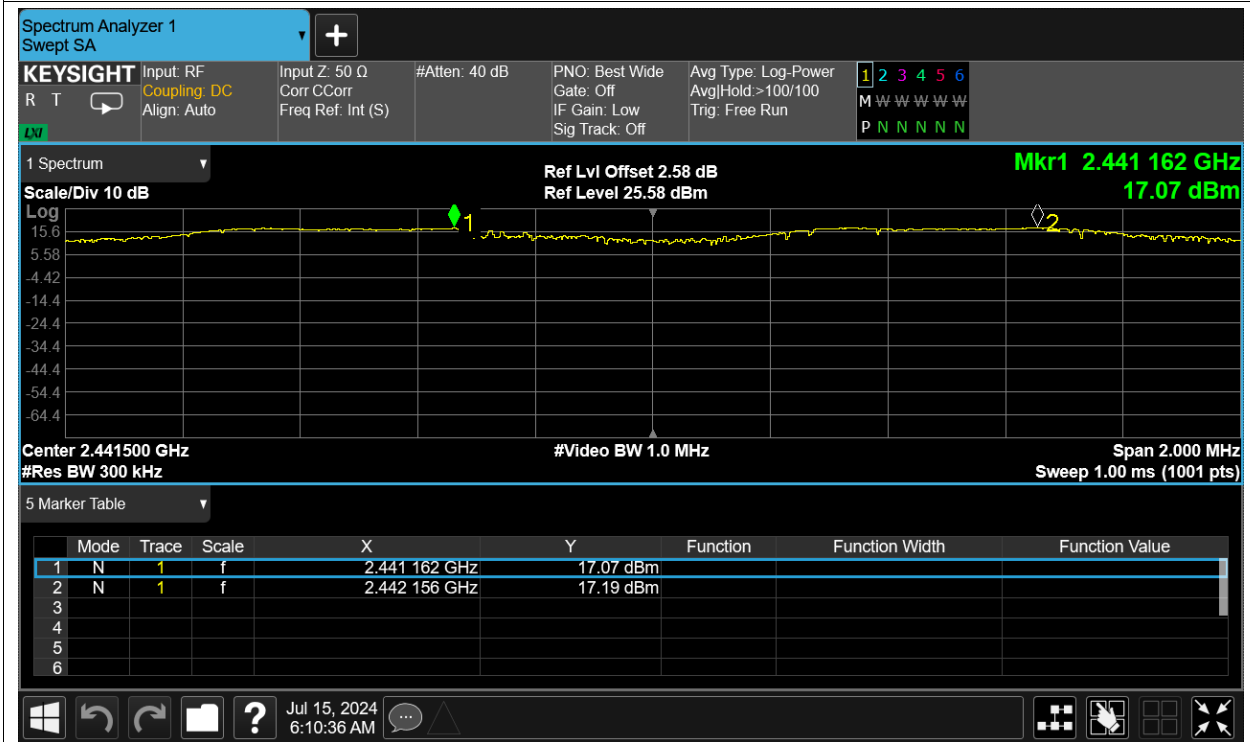 Spectrum Analyzer 1
Swept SA
KEYSIGHT
R T
LXI
Input: RF
Coupling: DC
Align: Auto
Input Z: 50 Ω
Corr CCorr
Freq Ref: Int (S)
#Atten: 40 dB
PNO: Best Wide
Gate: Off
IF Gain: Low
Sig Track: Off
Avg Type: Log-Power
Avg|Hold:>100/100
Trig: Free Run
1 2 3 4 5 6
M W W W W W
P N N N N N
1 Spectrum
Scale/Div 10 dB
Ref Lvl Offset 2.58 dB
Ref Level 25.58 dBm
Mkr1 2.441 162 GHz
17.07 dBm
Log
15.6
5.58
-4.42
-14.4
-24.4
-34.4
-44.4
-54.4
-64.4
1
2
Center 2.441500 GHz
#Res BW 300 kHz
#Video BW 1.0 MHz
Span 2.000 MHz
Sweep 1.00 ms (1001 pts)
5 Marker Table
Mode Trace Scale X Y Function Function Width Function Value
1 N 1 f 2.441 162 GHz 17.07 dBm
2 N 1 f 2.442 156 GHz 17.19 dBm
3
4
5
6
?
Jul 15, 2024
6:10:36 AM